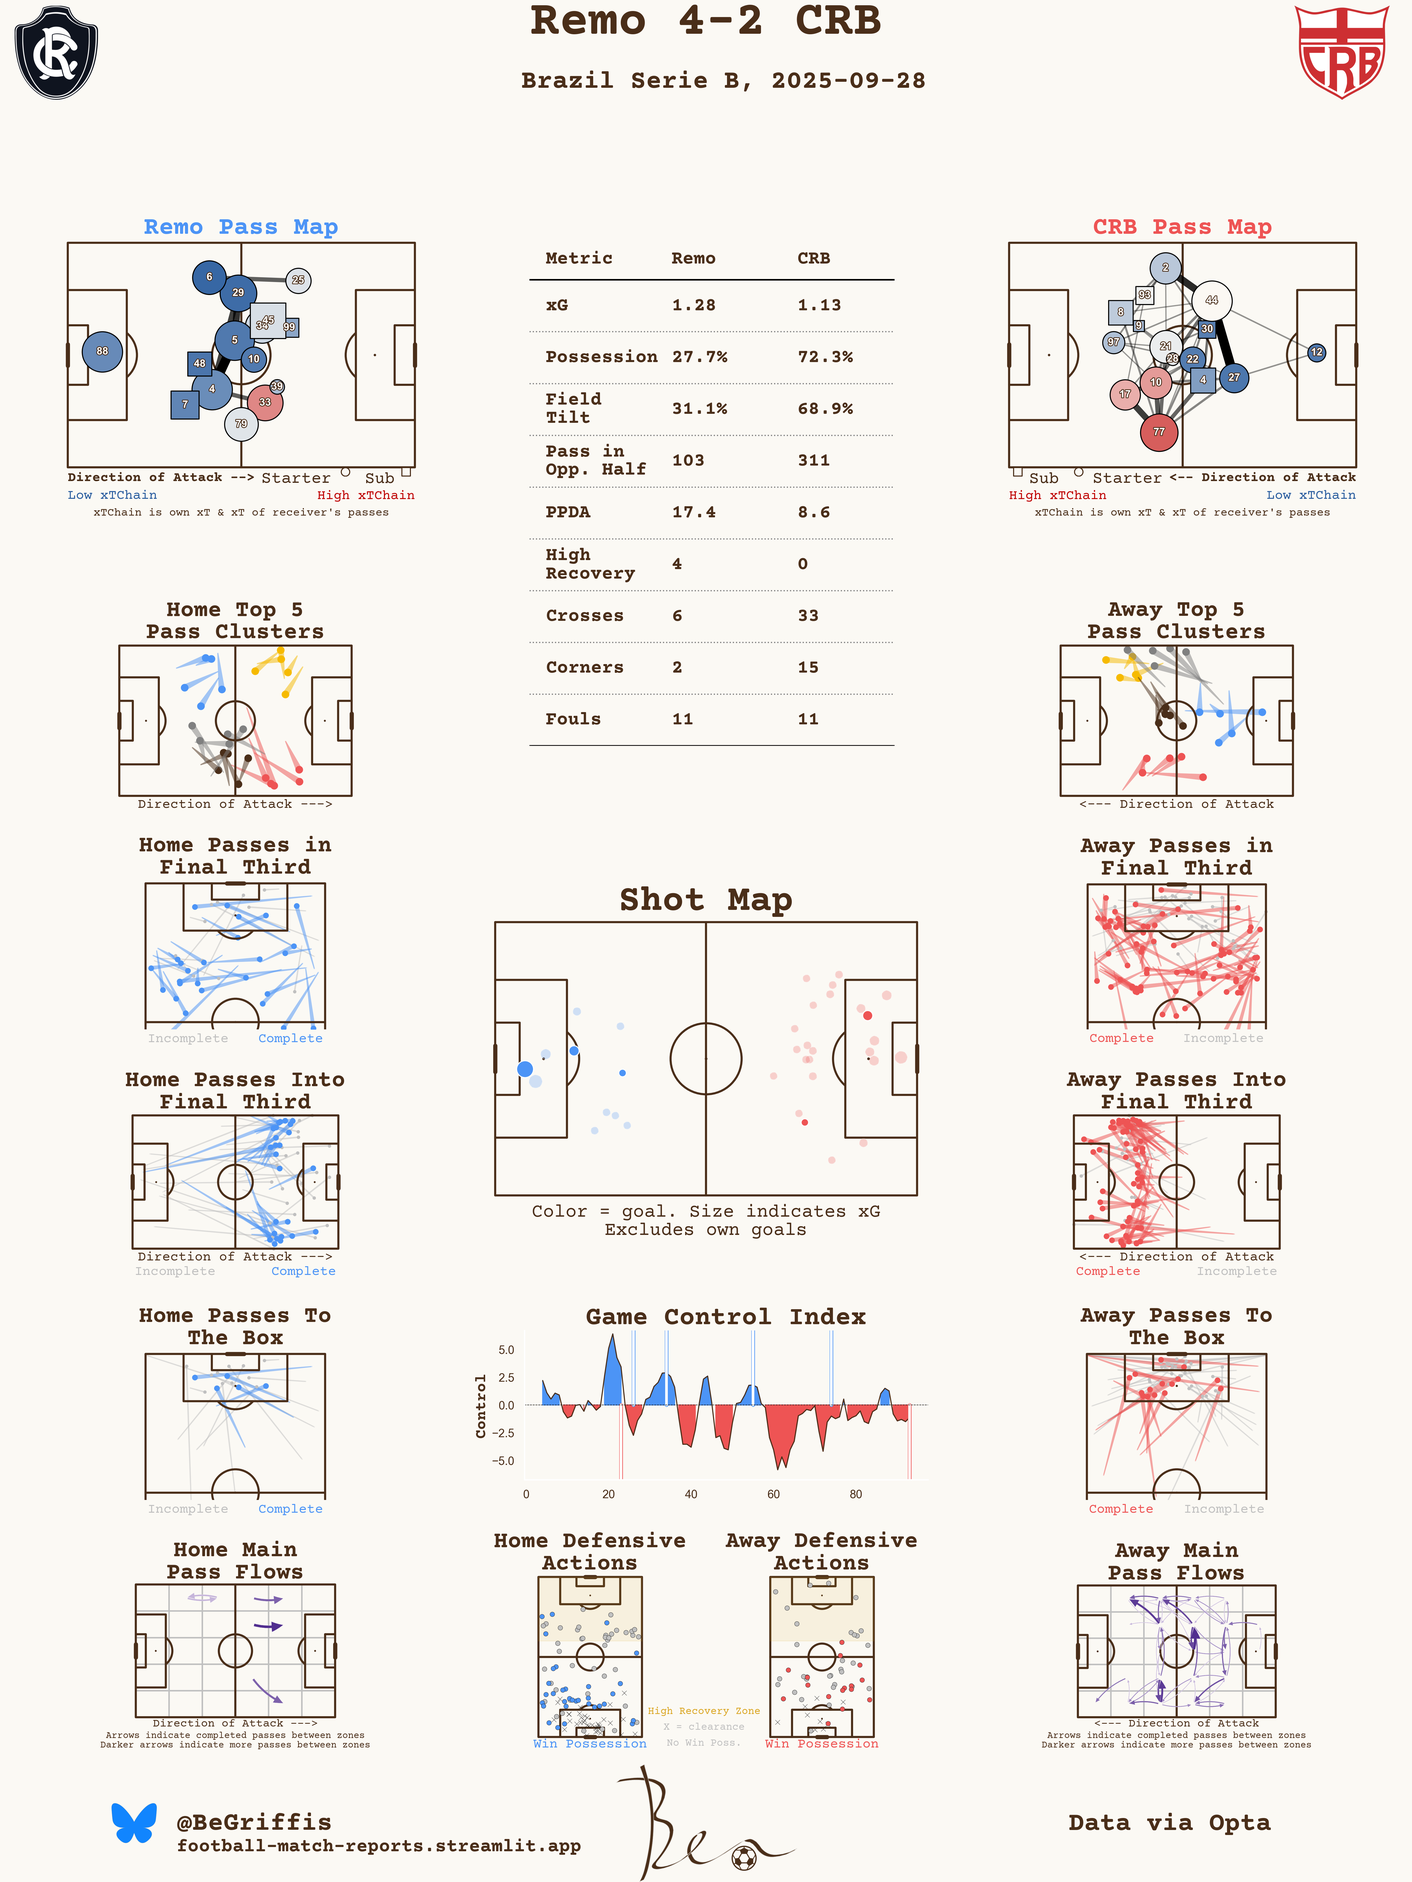 Remo 4-2 CRB
Brazil Serie B, 2025-09-28
CRB
Remo Pass Map
6
25
29
45
99
5
88
10
48
4
39
7
33
79
Direction of Attack --> Starter Sub
Low xTChain High xTChain
xTChain is own xT & xT of receiver's passes
Metric Remo CRB
xG 1.28 1.13
Possession 27.7% 72.3%
Field
Tilt 31.1% 68.9%
Pass in
Opp. Half 103 311
PPDA 17.4 8.6
High
Recovery 4 0
Crosses 6 33
Corners 2 15
Fouls 11 11
CRB Pass Map
2
93
44
8
9
30
97
21
28
22
12
10
4
27
17
77
Sub Starter <-- Direction of Attack
High xTChain Low xTChain
xTChain is own xT & xT of receiver's passes
Home Top 5
Pass Clusters
Direction of Attack --->
Away Top 5
Pass Clusters
<--- Direction of Attack
Home Passes in
Final Third
Incomplete Complete
Away Passes in
Final Third
Complete Incomplete
Shot Map
Color = goal. Size indicates xG
Excludes own goals
Home Passes Into
Final Third
Direction of Attack --->
Incomplete Complete
Away Passes Into
Final Third
<--- Direction of Attack
Complete Incomplete
Home Passes To
The Box
Incomplete Complete
Game Control Index
Control
5.0
2.5
0.0
−2.5
−5.0
0 20 40 60 80
Away Passes To
The Box
Complete Incomplete
Home Main
Pass Flows
Direction of Attack --->
Arrows indicate completed passes between zones
Darker arrows indicate more passes between zones
Home Defensive
Actions
Win Possession
High Recovery Zone
X = clearance
No Win Poss.
Away Defensive
Actions
Win Possession
Away Main
Pass Flows
<--- Direction of Attack
Arrows indicate completed passes between zones
Darker arrows indicate more passes between zones
@BeGriffis
football-match-reports.streamlit.app
Ben
Data via Opta